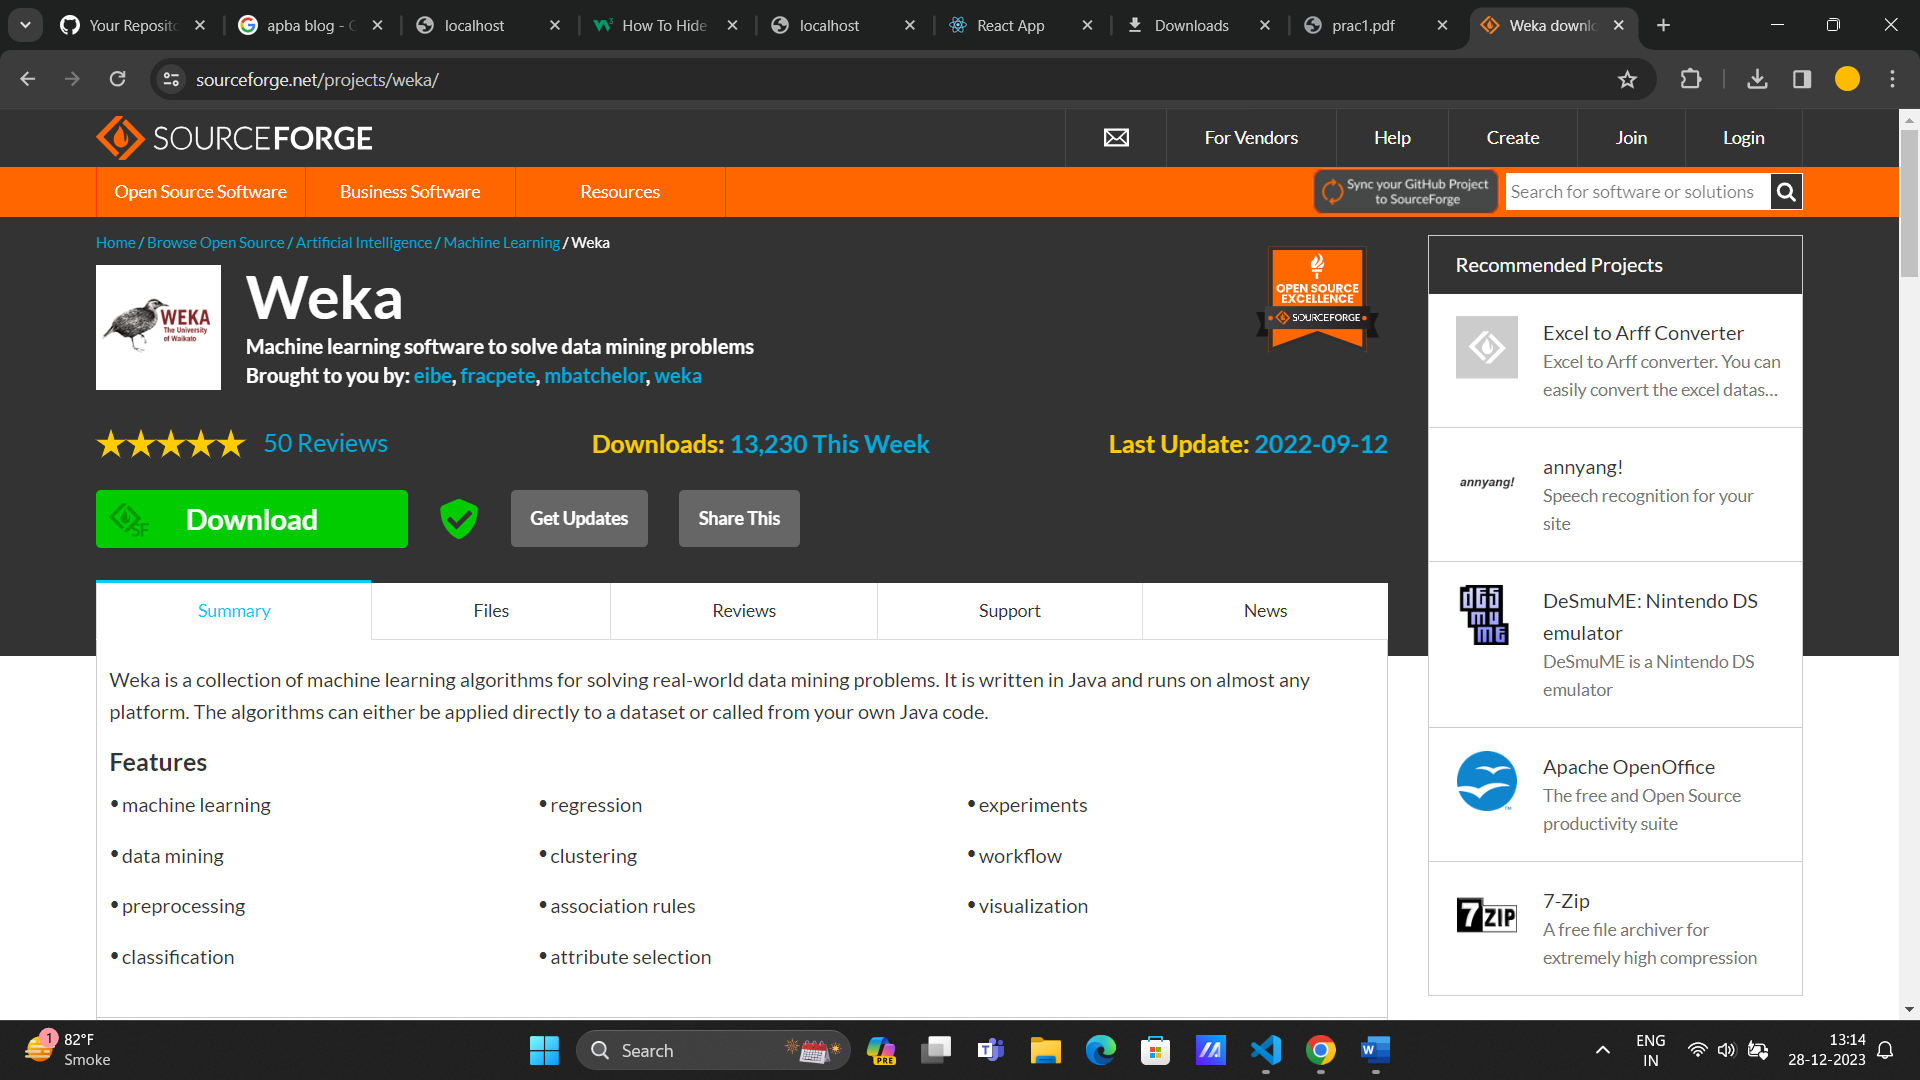 Your Reposito
apba blog - G
localhost
How To Hide
localhost
React App
Downloads
prac1.pdf
Weka downlo
sourceforge.net/projects/weka/
SOURCEFORGE
For Vendors
Help
Create
Join
Login
Open Source Software
Business Software
Resources
Sync your GitHub Project
to SourceForge
Search for software or solutions
Home / Browse Open Source / Artificial Intelligence / Machine Learning / Weka
WEKA
The University
of Waikato
Weka
Machine learning software to solve data mining problems
Brought to you by: eibe, fracpete, mbatchelor, weka
OPEN SOURCE
EXCELLENCE
SOURCEFORGE
50 Reviews
Downloads: 13,230 This Week
Last Update: 2022-09-12
SF
Download
Get Updates
Share This
Summary
Files
Reviews
Support
News
Weka is a collection of machine learning algorithms for solving real-world data mining problems. It is written in Java and runs on almost any
platform. The algorithms can either be applied directly to a dataset or called from your own Java code.
Features
• machine learning
• regression
• experiments
• data mining
• clustering
• workflow
• preprocessing
• association rules
• visualization
• classification
• attribute selection
Recommended Projects
Excel to Arff Converter
Excel to Arff converter. You can
easily convert the excel datas...
annyang!
annyang!
Speech recognition for your
site
DESMUME
DeSmuME: Nintendo DS
emulator
DeSmuME is a Nintendo DS
emulator
Apache OpenOffice
The free and Open Source
productivity suite
7ZIP
7-Zip
A free file archiver for
extremely high compression
1
82°F
Smoke
Search
PRE
ENG
IN
13:14
28-12-2023